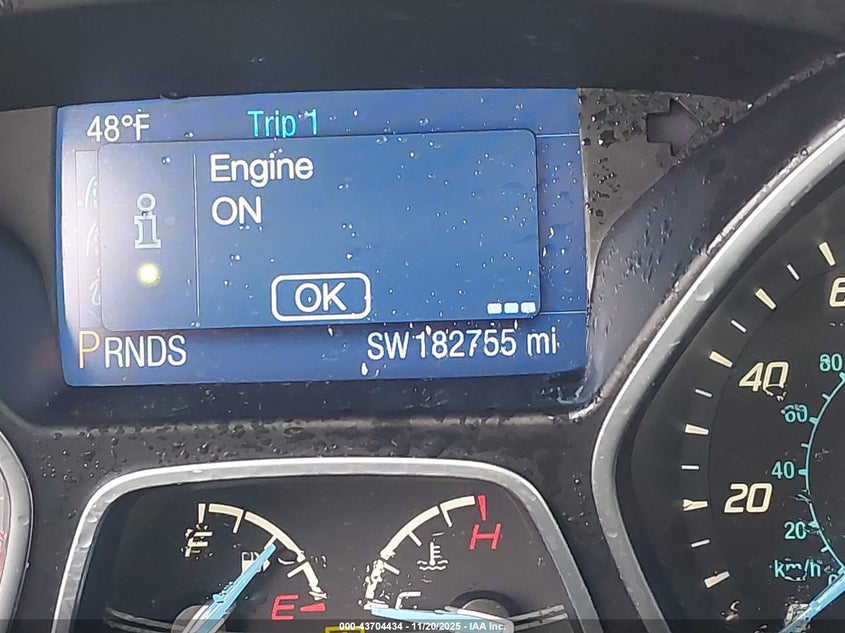 48°F Trip 1
Engine
ON
OK
PRNDS SW182755 mi
F
E
H
C
40
20
80
60
40
20
km/h
000-43704434 - 11/20/2025 - IAA Inc.